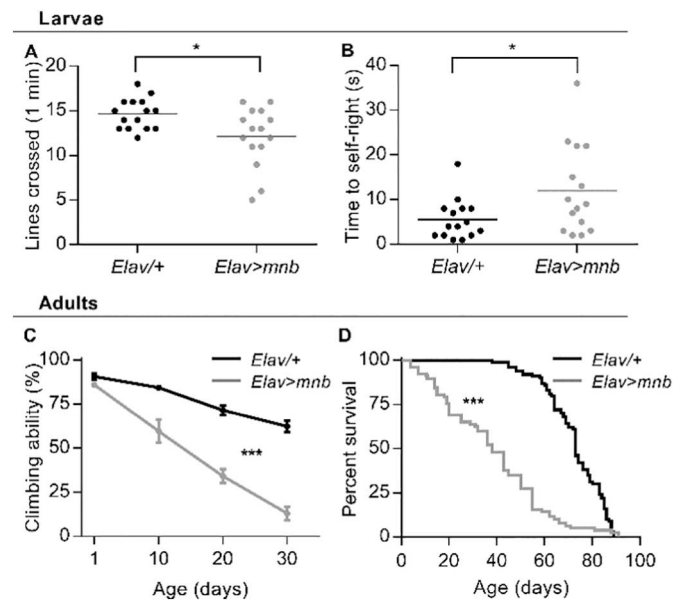 Larvae
A
*
Lines crossed (1 min)
20
15
10
5
0
Elav/+
Elav>mnb
B
*
Time to self-right (s)
40
30
20
10
0
Elav/+
Elav>mnb
Adults
C
Elav/+
Elav>mnb
Climbing ability (%)
100
75
50
25
0
***
1
10
20
30
Age (days)
D
Elav/+
Elav>mnb
Percent survival
100
75
50
25
0
***
0
20
40
60
80
100
Age (days)